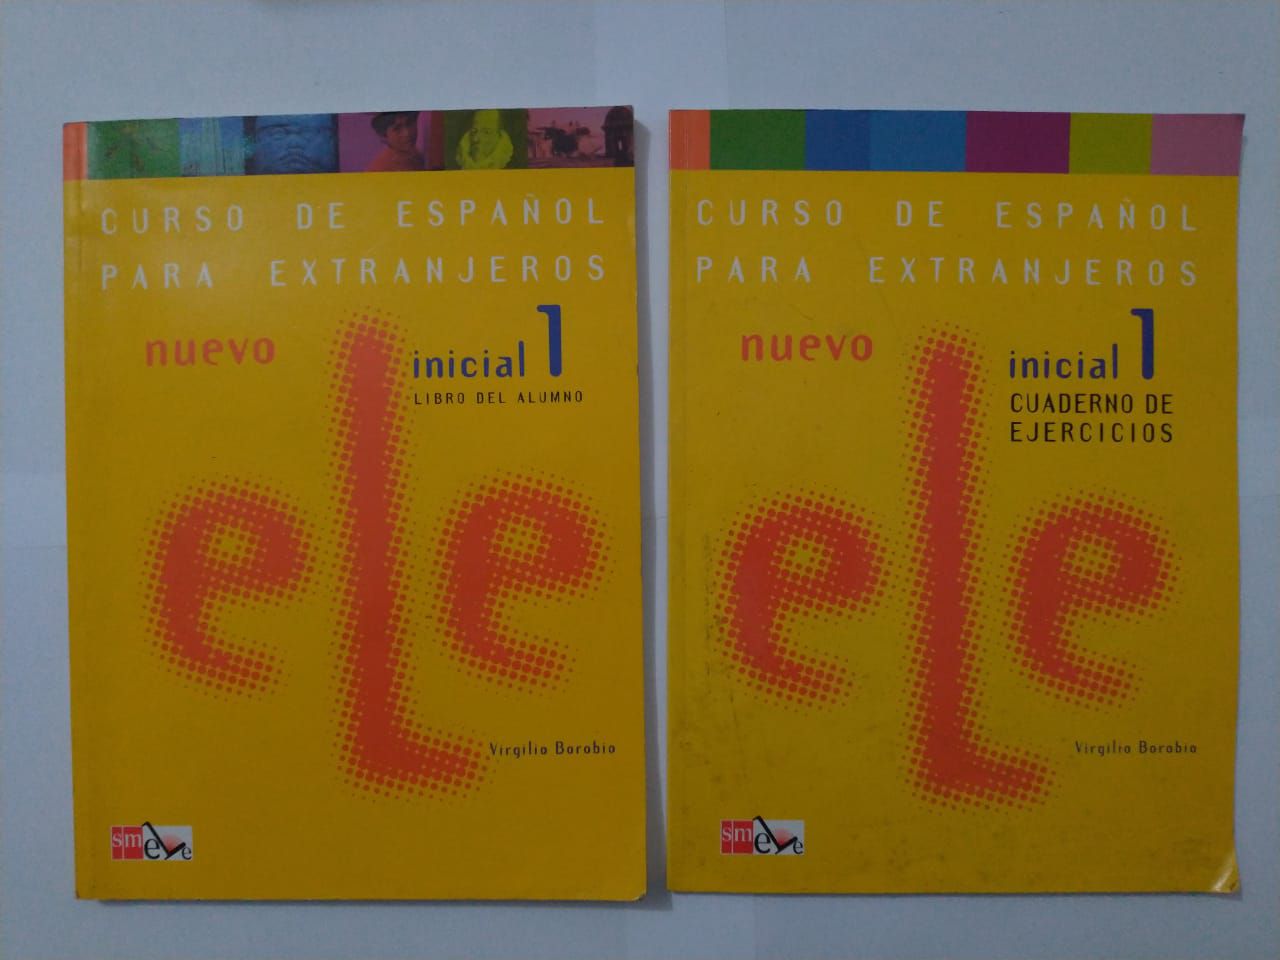 CURSO DE ESPAÑOL
PARA EXTRANJEROS
nuevo
inicial 1
LIBRO DEL ALUMNO
ele
Virgilio Borobio
sm ele
CURSO DE ESPAÑOL
PARA EXTRANJEROS
nuevo
inicial 1
CUADERNO DE
EJERCICIOS
ele
Virgilio Borobio
sm ele